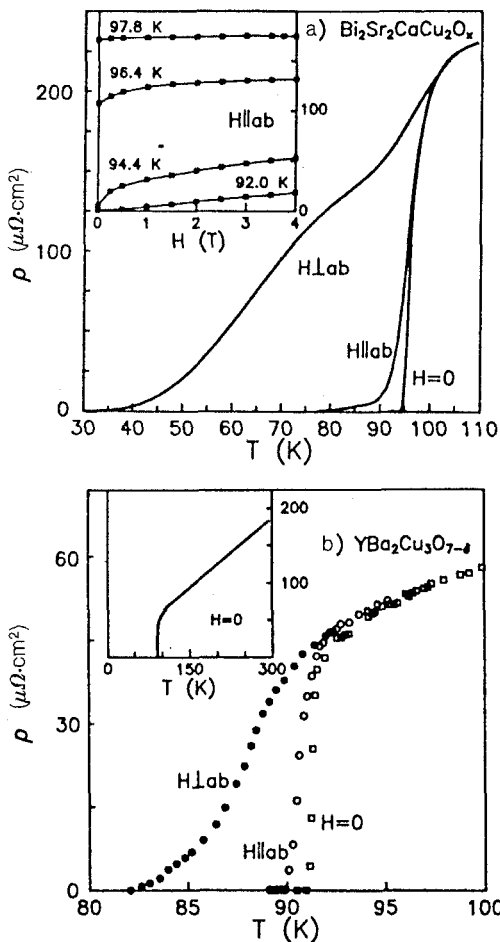 a) Bi₂Sr₂CaCu₂Oₓ
97.8 K
96.4 K
H||ab
94.4 K
92.0 K
100
0
0 1 2 3 4
H (T)
200
100
0
ρ (μΩ·cm²)
H⊥ab
H||ab
H=0
30 40 50 60 70 80 90 100 110
T (K)
b) YBa₂Cu₃O₇₋δ
200
100
0
H=0
0 150 300
T (K)
60
30
0
ρ (μΩ·cm²)
H⊥ab
H||ab
H=0
80 85 90 95 100
T (K)